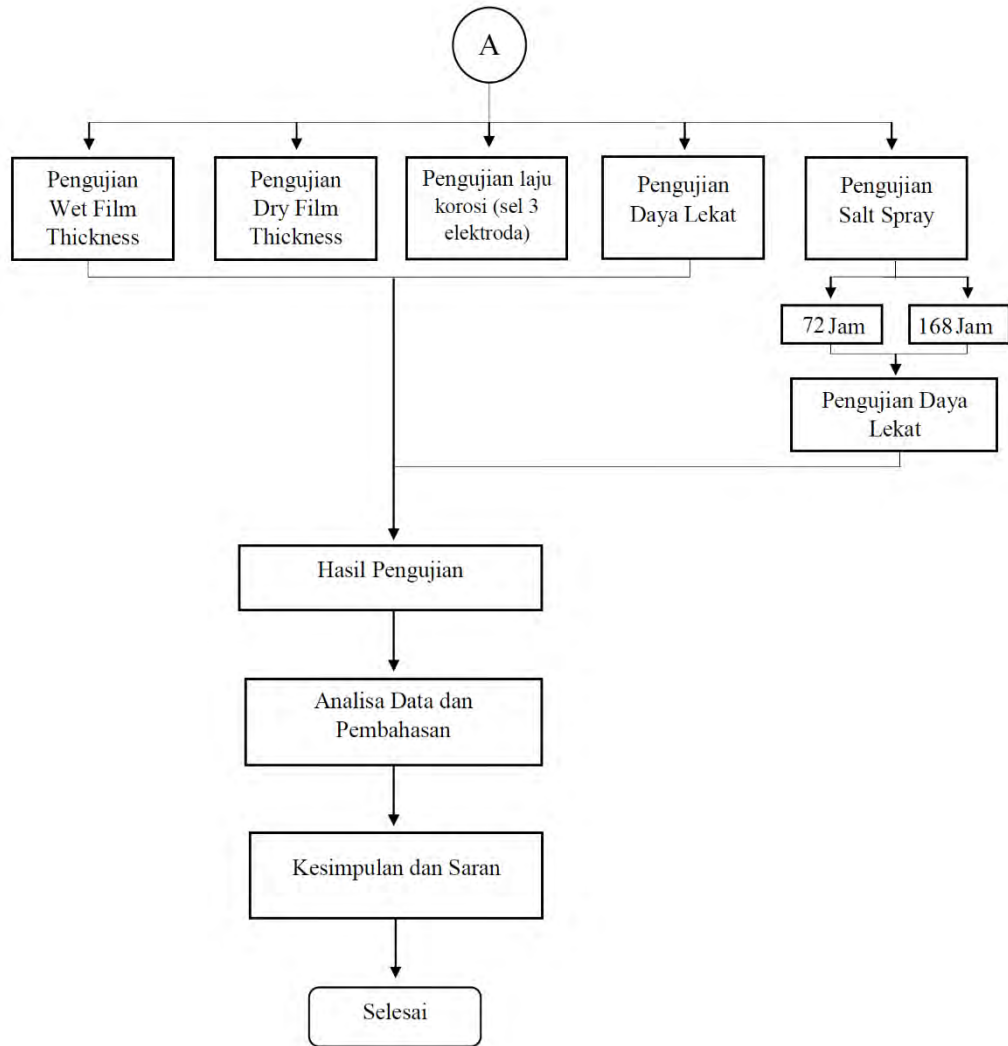 A
Pengujian
Wet Film
Thickness
Pengujian
Dry Film
Thickness
Pengujian laju
korosi (sel 3
elektroda)
Pengujian
Daya Lekat
Pengujian
Salt Spray
72 Jam
168 Jam
Pengujian Daya
Lekat
Hasil Pengujian
Analisa Data dan
Pembahasan
Kesimpulan dan Saran
Selesai